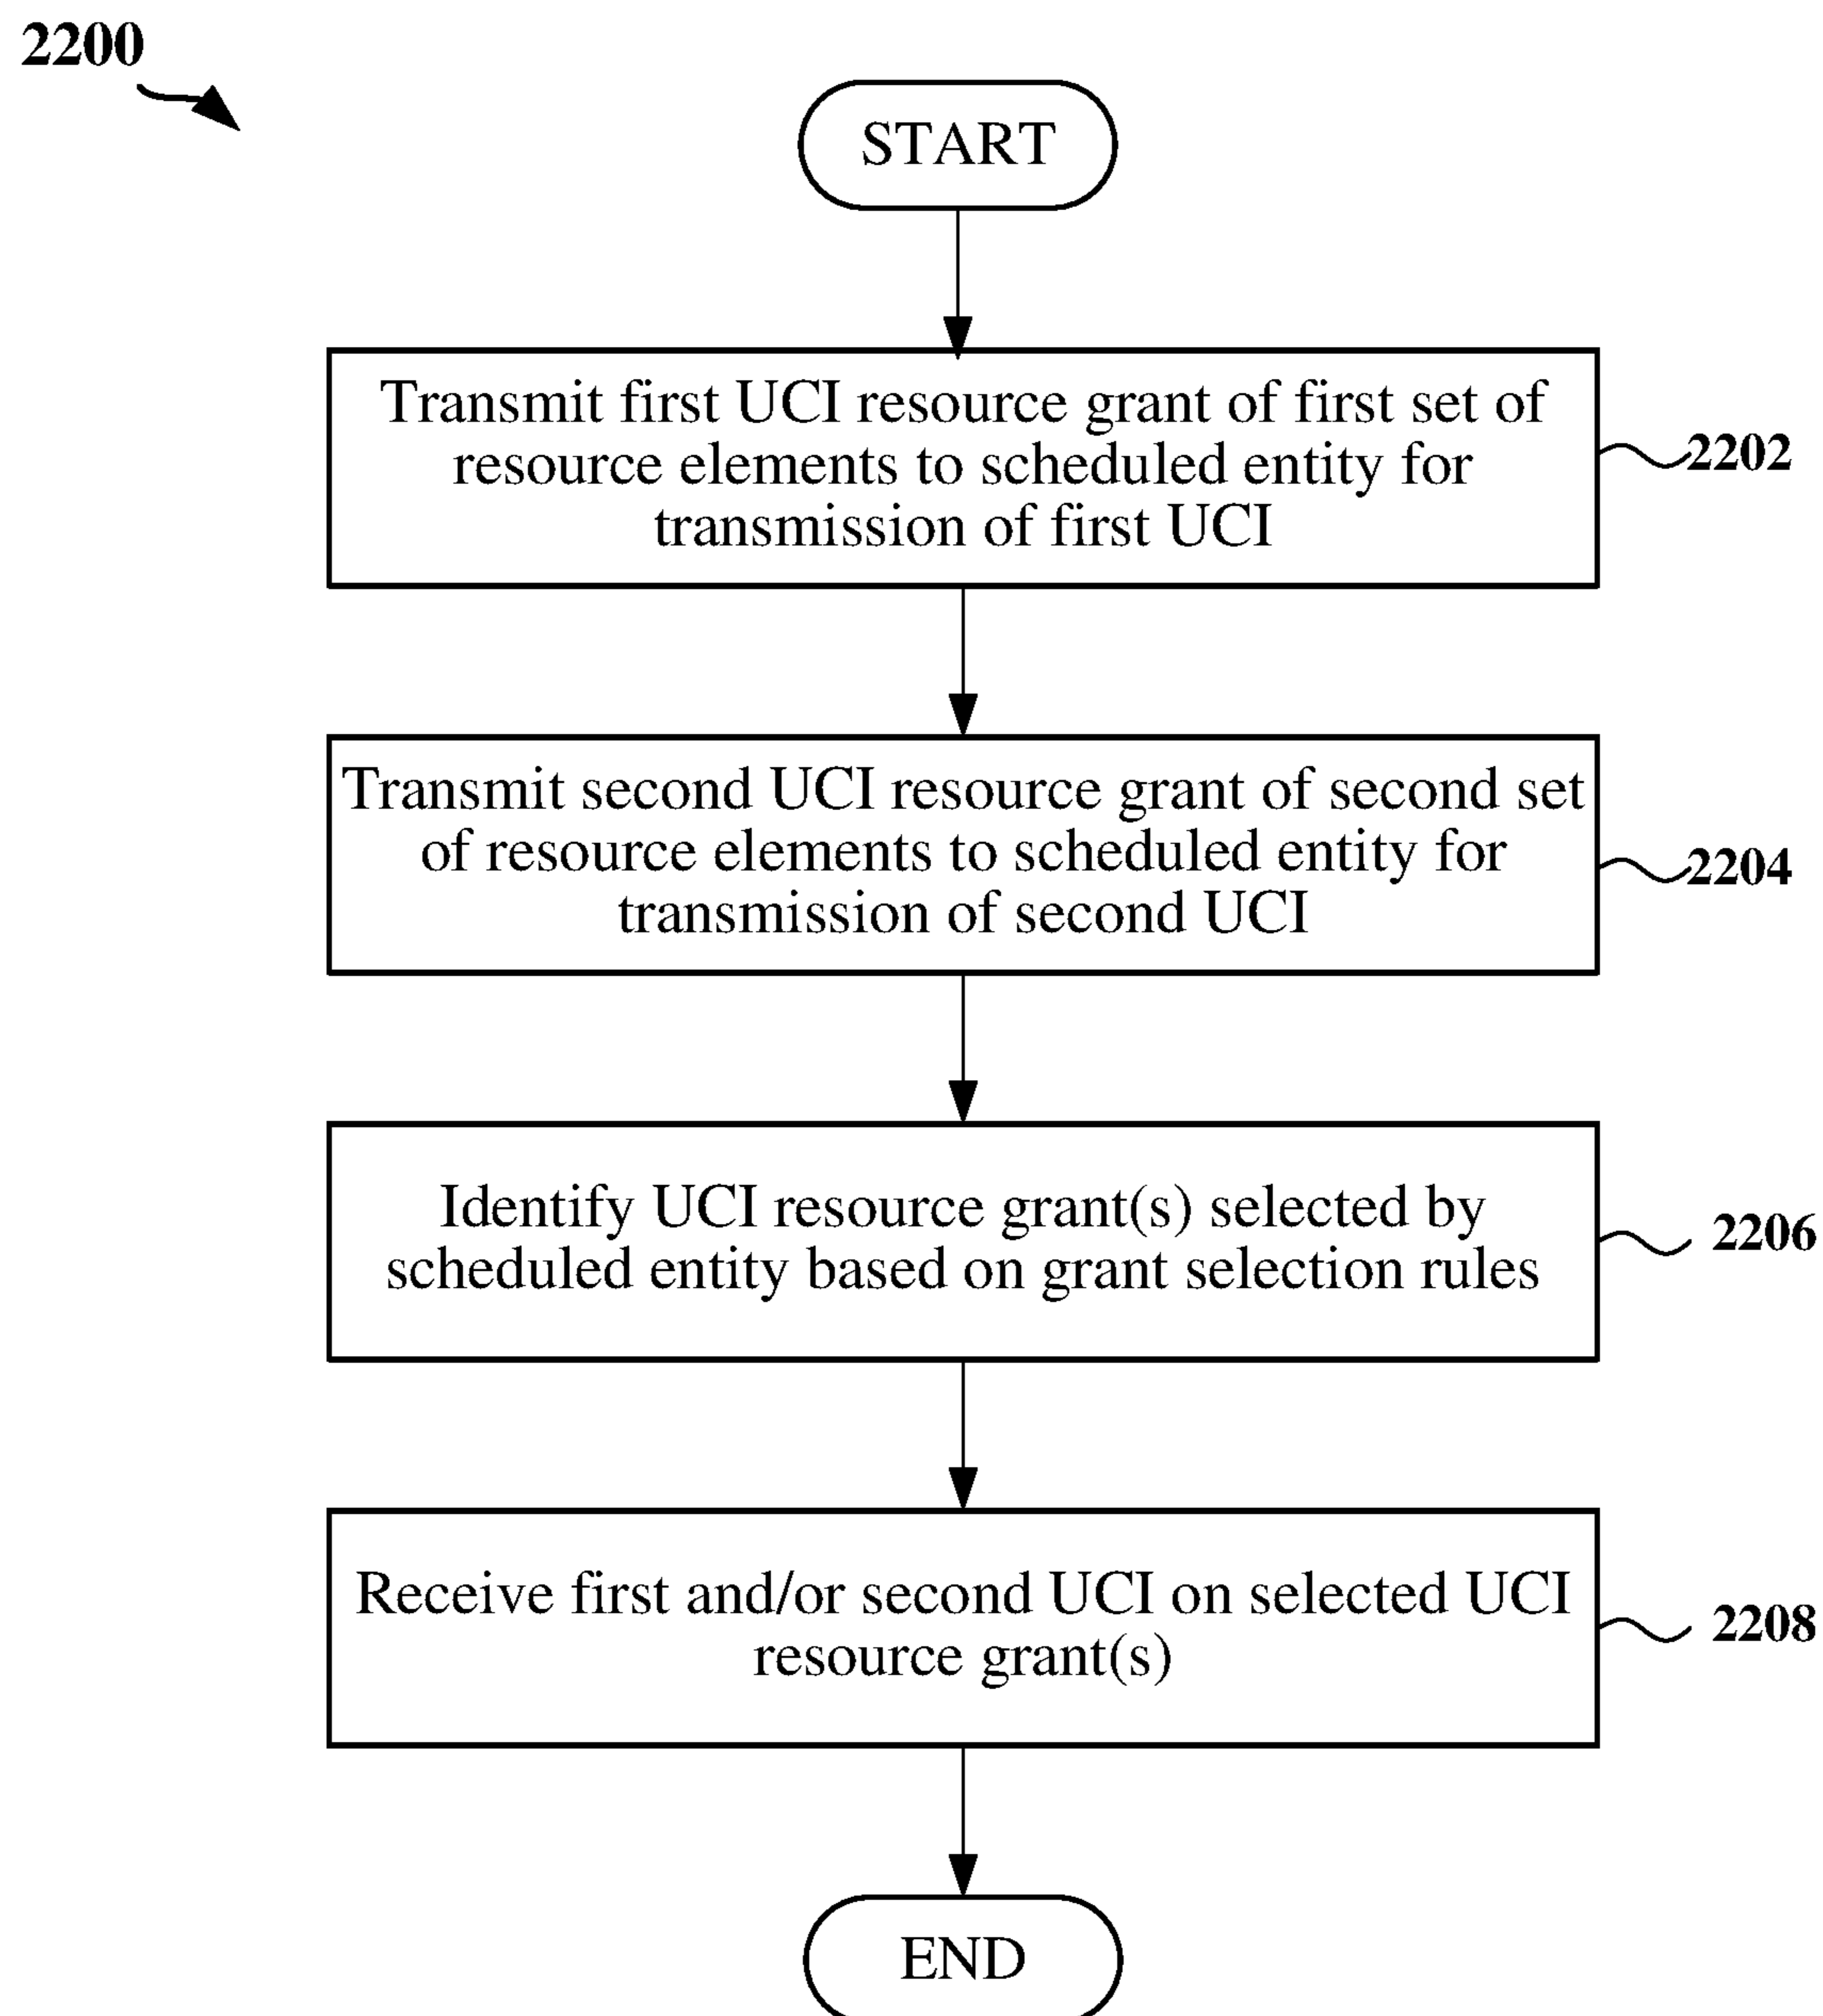 2200
START
Transmit first UCI resource grant of first set of
resource elements to scheduled entity for
transmission of first UCI
2202
Transmit second UCI resource grant of second set
of resource elements to scheduled entity for
transmission of second UCI
2204
Identify UCI resource grant(s) selected by
scheduled entity based on grant selection rules
2206
Receive first and/or second UCI on selected UCI
resource grant(s)
2208
END